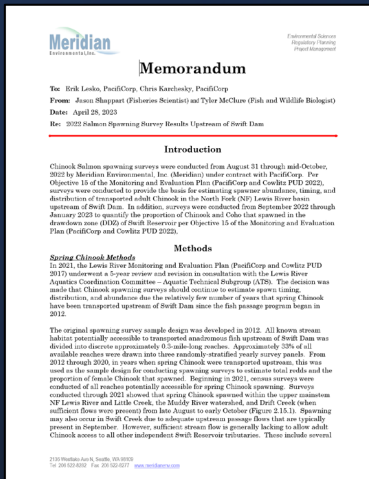 Meridian
Environmental, Inc.
Environmental Sciences
Regulatory Planning
Project Management
Memorandum
To: Erik Lesko, PacifiCorp, Chris Karchesky, PacifiCorp
From: Jason Shappart (Fisheries Scientist) and Tyler McClure (Fish and Wildlife Biologist)
Date: April 28, 2023
Re: 2022 Salmon Spawning Survey Results Upstream of Swift Dam
Introduction
Chinook Salmon spawning surveys were conducted from August 31 through mid-October,
2022 by Meridian Environmental, Inc. (Meridian) under contract with PacifiCorp. Per
Objective 15 of the Monitoring and Evaluation Plan (PacifiCorp and Cowlitz PUD 2022),
surveys were conducted to provide the basis for estimating spawner abundance, timing, and
distribution of transported adult Chinook in the North Fork (NF) Lewis River basin
upstream of Swift Dam. In addition, surveys were conducted from September 2022 through
January 2023 to quantify the proportion of Chinook and Coho that spawned in the
drawdown zone (DDZ) of Swift Reservoir per Objective 15 of the Monitoring and Evaluation
Plan (PacifiCorp and Cowlitz PUD 2022).
Methods
Spring Chinook Methods
In 2021, the Lewis River Monitoring and Evaluation Plan (PacifiCorp and Cowlitz PUD
2017) underwent a 5-year review and revision in consultation with the Lewis River
Aquatics Coordination Committee – Aquatic Technical Subgroup (ATS). The decision was
made that Chinook spawning surveys should continue to estimate spawn timing,
distribution, and abundance due the relatively few number of years that spring Chinook
have been transported upstream of Swift Dam since the fish passage program began in
2012.
The original spawning survey sample design was developed in 2012. All known stream
habitat potentially accessible to transported anadromous fish upstream of Swift Dam was
divided into discrete approximately 0.3-mile-long reaches. Approximately 33% of all
available reaches were drawn into three randomly-stratified yearly survey panels. From
2012 through 2020, in years when spring Chinook were transported upstream, this was
used as the sample design for conducting spawning surveys to estimate total redds and the
proportion of female Chinook that spawned. Beginning in 2021, census surveys were
conducted of all reaches potentially accessible for spring Chinook spawning. Surveys
conducted through 2021 showed that spring Chinook spawned within the upper mainstem
NF Lewis River and Little Creek, the Muddy River watershed, and Drift Creek (when
sufficient flows were present) from late August to early October (Figure 2.15.1). Spawning
may also occur in Swift Creek due to adequate upstream passage flows that are typically
present in September. However, sufficient stream flow is generally lacking to allow adult
Chinook access to all other independent Swift Reservoir tributaries. These include several
2136 Westlake Ave N, Seattle, WA 98109
Tel 206 522-8282 Fax 206 522-8277 www.meridianenv.com